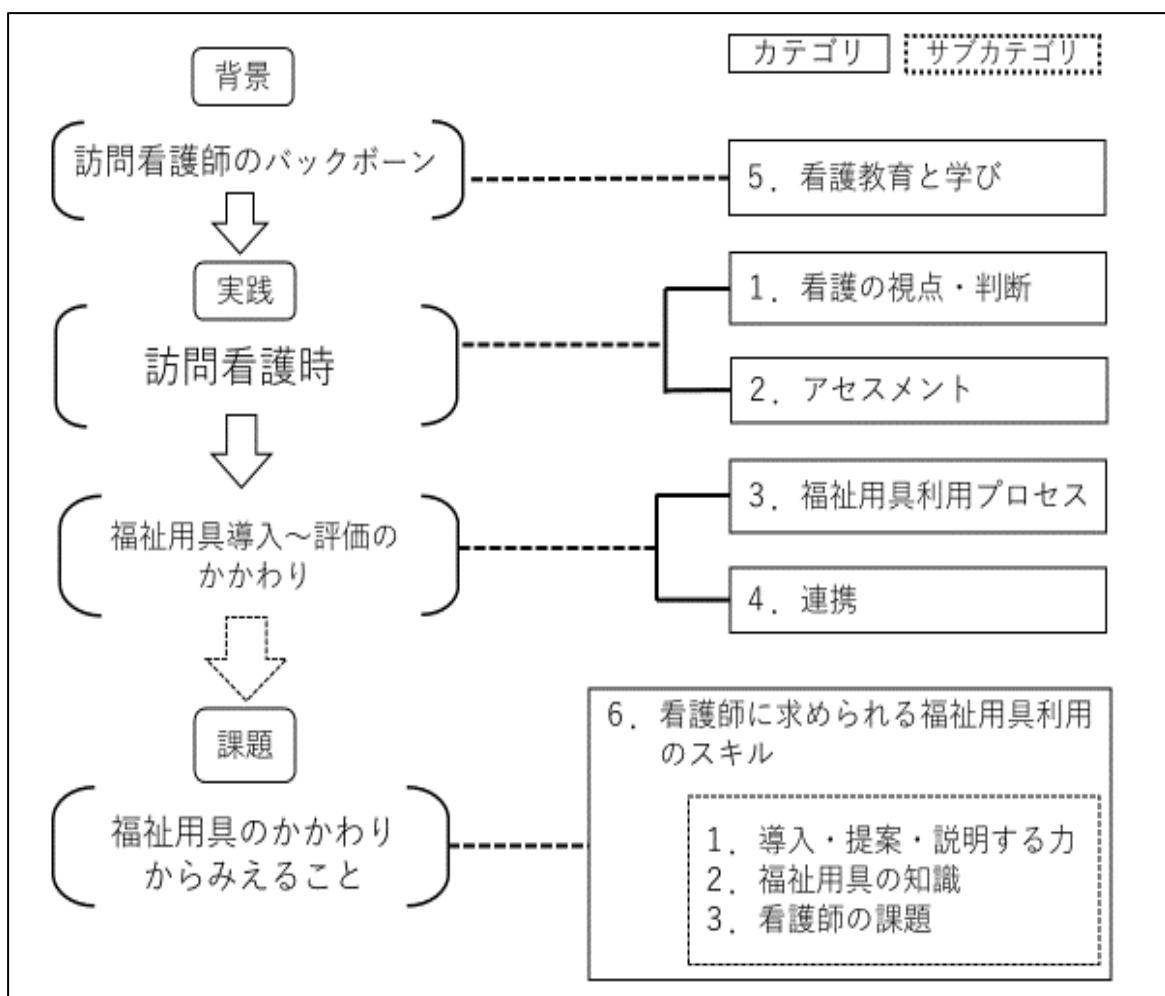 背景
カテゴリ
サブカテゴリ
訪問看護師のバックボーン
5．看護教育と学び
実践
訪問看護時
1．看護の視点・判断
2．アセスメント
福祉用具導入～評価の
かかわり
3．福祉用具利用プロセス
4．連携
課題
福祉用具のかかわり
からみえること
6．看護師に求められる福祉用具利用
のスキル
1．導入・提案・説明する力
2．福祉用具の知識
3．看護師の課題